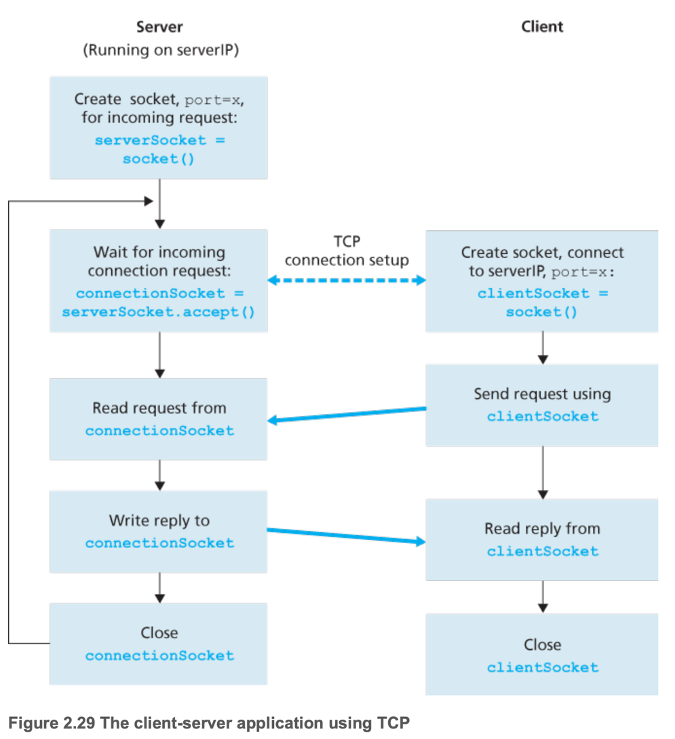 Server
(Running on serverIP)
Client
Create socket, port=x,
for incoming request:
serverSocket =
socket()
Wait for incoming
connection request:
connectionSocket =
serverSocket.accept()
TCP
connection setup
Create socket, connect
to serverIP, port=x:
clientSocket =
socket()
Read request from
connectionSocket
Send request using
clientSocket
Write reply to
connectionSocket
Read reply from
clientSocket
Close
connectionSocket
Close
clientSocket
Figure 2.29 The client-server application using TCP